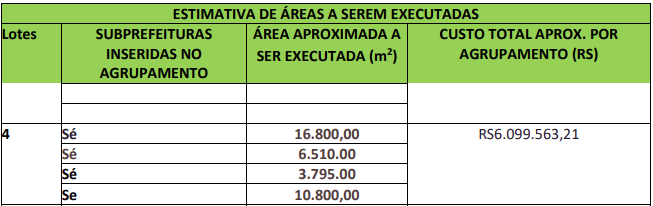 ESTIMATIVA DE ÁREAS A SEREM EXECUTADAS
Lotes SUBPREFEITURAS INSERIDAS NO AGRUPAMENTO ÁREA APROXIMADA A SER EXECUTADA (m²) CUSTO TOTAL APROX. POR AGRUPAMENTO (RS)
4 Sé 16.800,00 RS6.099.563,21
Sé 6.510.00
Sé 3.795.00
Se 10.800,00